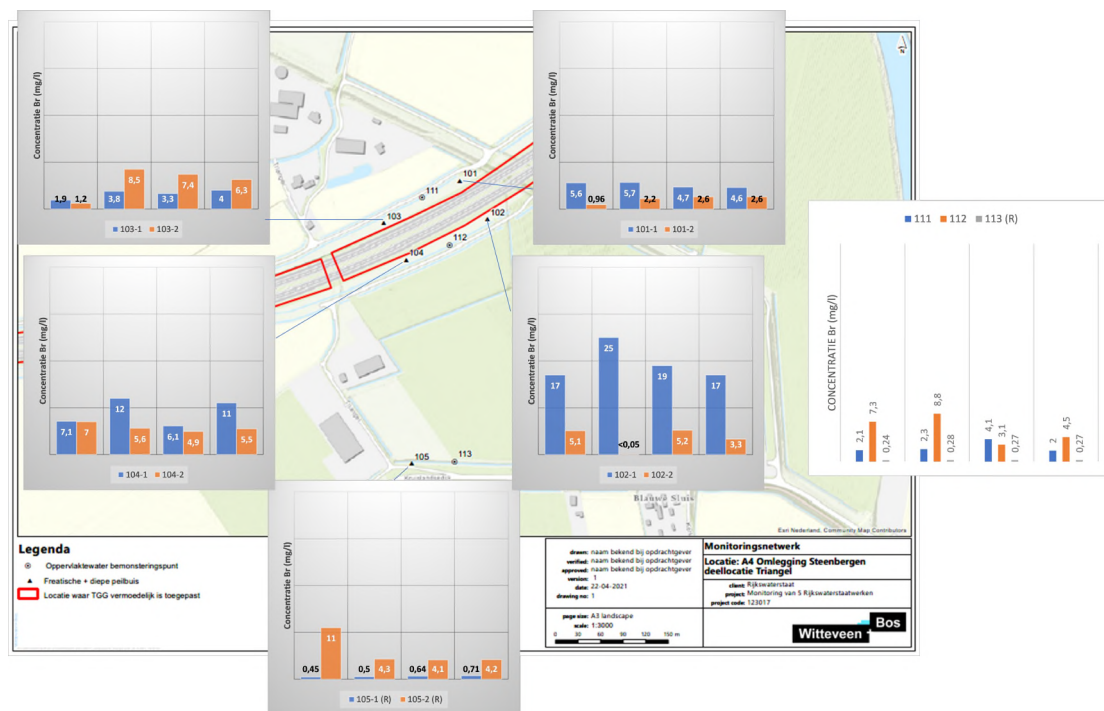 Concentratie Br (mg/l)
1,9 1,2 3,8 8,5 3,3 7,4 4 6,3
103-1 103-2
Concentratie Br (mg/l)
5,6 0,96 5,7 2,2 4,7 2,6 4,6 2,6
101-1 101-2
101
111
103
102
112
104
111 112 113 (R)
CONCENTRATIE Br (mg/l)
2,1 7,3 0,24 2,3 8,8 0,28 4,1 3,1 0,27 2 4,5 0,27
Concentratie Br (mg/l)
7,1 7 12 5,6 6,1 4,9 11 5,5
104-1 104-2
Concentratie Br (mg/l)
17 5,1 25 <0,05 19 5,2 17 3,3
102-1 102-2
105
113
Concentratie Br (mg/l)
0,45 11 0,5 4,3 0,64 4,1 0,71 4,2
105-1 (R) 105-2 (R)
Blauwe Sluis
Esri Nederland, Community Map Contributors
Legenda
Oppervlaktewater bemonsteringspunt
Freatische + diepe peilbuis
Locatie waar TGG vermoedelijk is toegepast
drawn: naam bekend bij opdrachtgever
verified: naam bekend bij opdrachtgever
approved: naam bekend bij opdrachtgever
version: 1
date: 22-04-2021
drawing no: 1
page size: A3 landscape
scale: 1:3000
0 30 60 90 120 150 m
Monitoringsnetwerk
Locatie: A4 Omlegging Steenbergen
deellocatie Triangel
client: Rijkswaterstaat
project: Monitoring van 5 Rijkswaterstaatwerken
project code: 123017
Witteveen + Bos